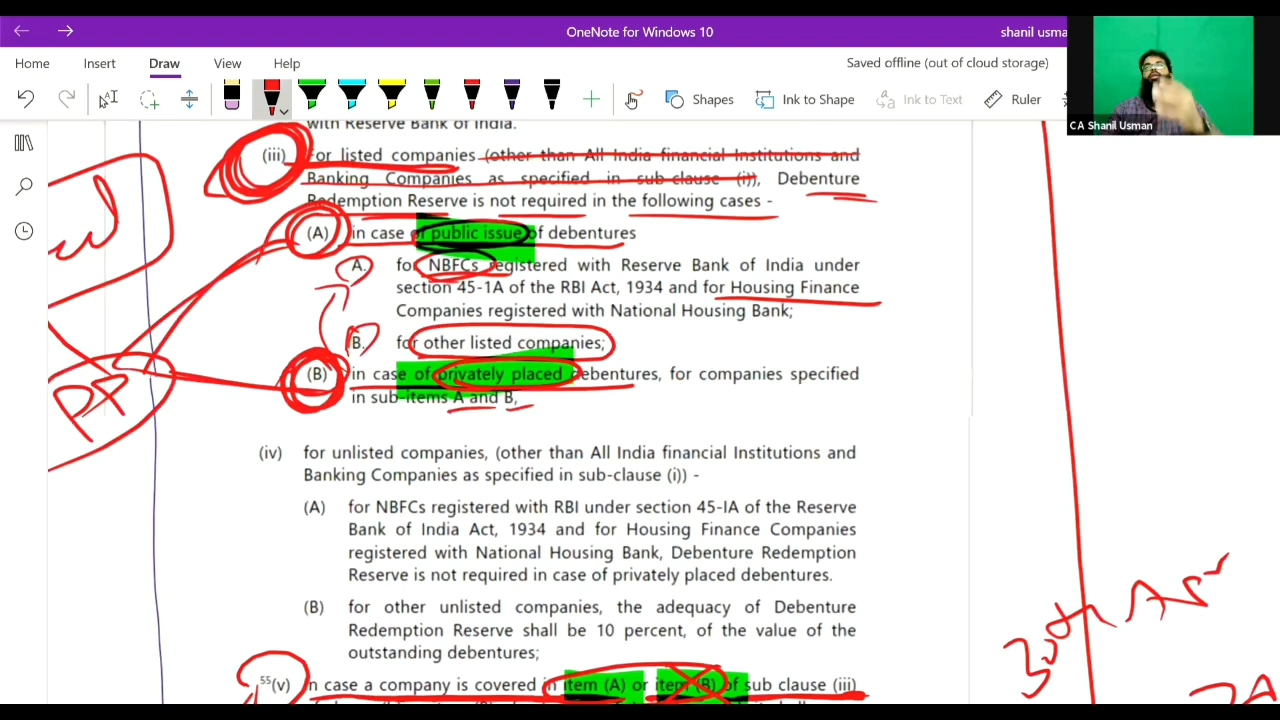 OneNote for Windows 10
shanil usma
Home Insert Draw View Help
Saved offline (out of cloud storage)
Shapes Ink to Shape Ink to Text Ruler
CA Shanil Usman
with Reserve Bank of India.
(iii) For listed companies (other than All India financial Institutions and
Banking Companies as specified in sub-clause (i)), Debenture
Redemption Reserve is not required in the following cases -
(A) in case of public issue of debentures
A. for NBFCs registered with Reserve Bank of India under
section 45-1A of the RBI Act, 1934 and for Housing Finance
Companies registered with National Housing Bank;
B. for other listed companies;
(B) in case of privately placed debentures, for companies specified
in sub-items A and B,
PP
(iv) for unlisted companies, (other than All India financial Institutions and
Banking Companies as specified in sub-clause (i)) -
(A) for NBFCs registered with RBI under section 45-IA of the Reserve
Bank of India Act, 1934 and for Housing Finance Companies
registered with National Housing Bank, Debenture Redemption
Reserve is not required in case of privately placed debentures.
(B) for other unlisted companies, the adequacy of Debenture
Redemption Reserve shall be 10 percent, of the value of the
outstanding debentures;
30th Apr
55(v) In case a company is covered in item (A) or item (B) of sub clause (iii)